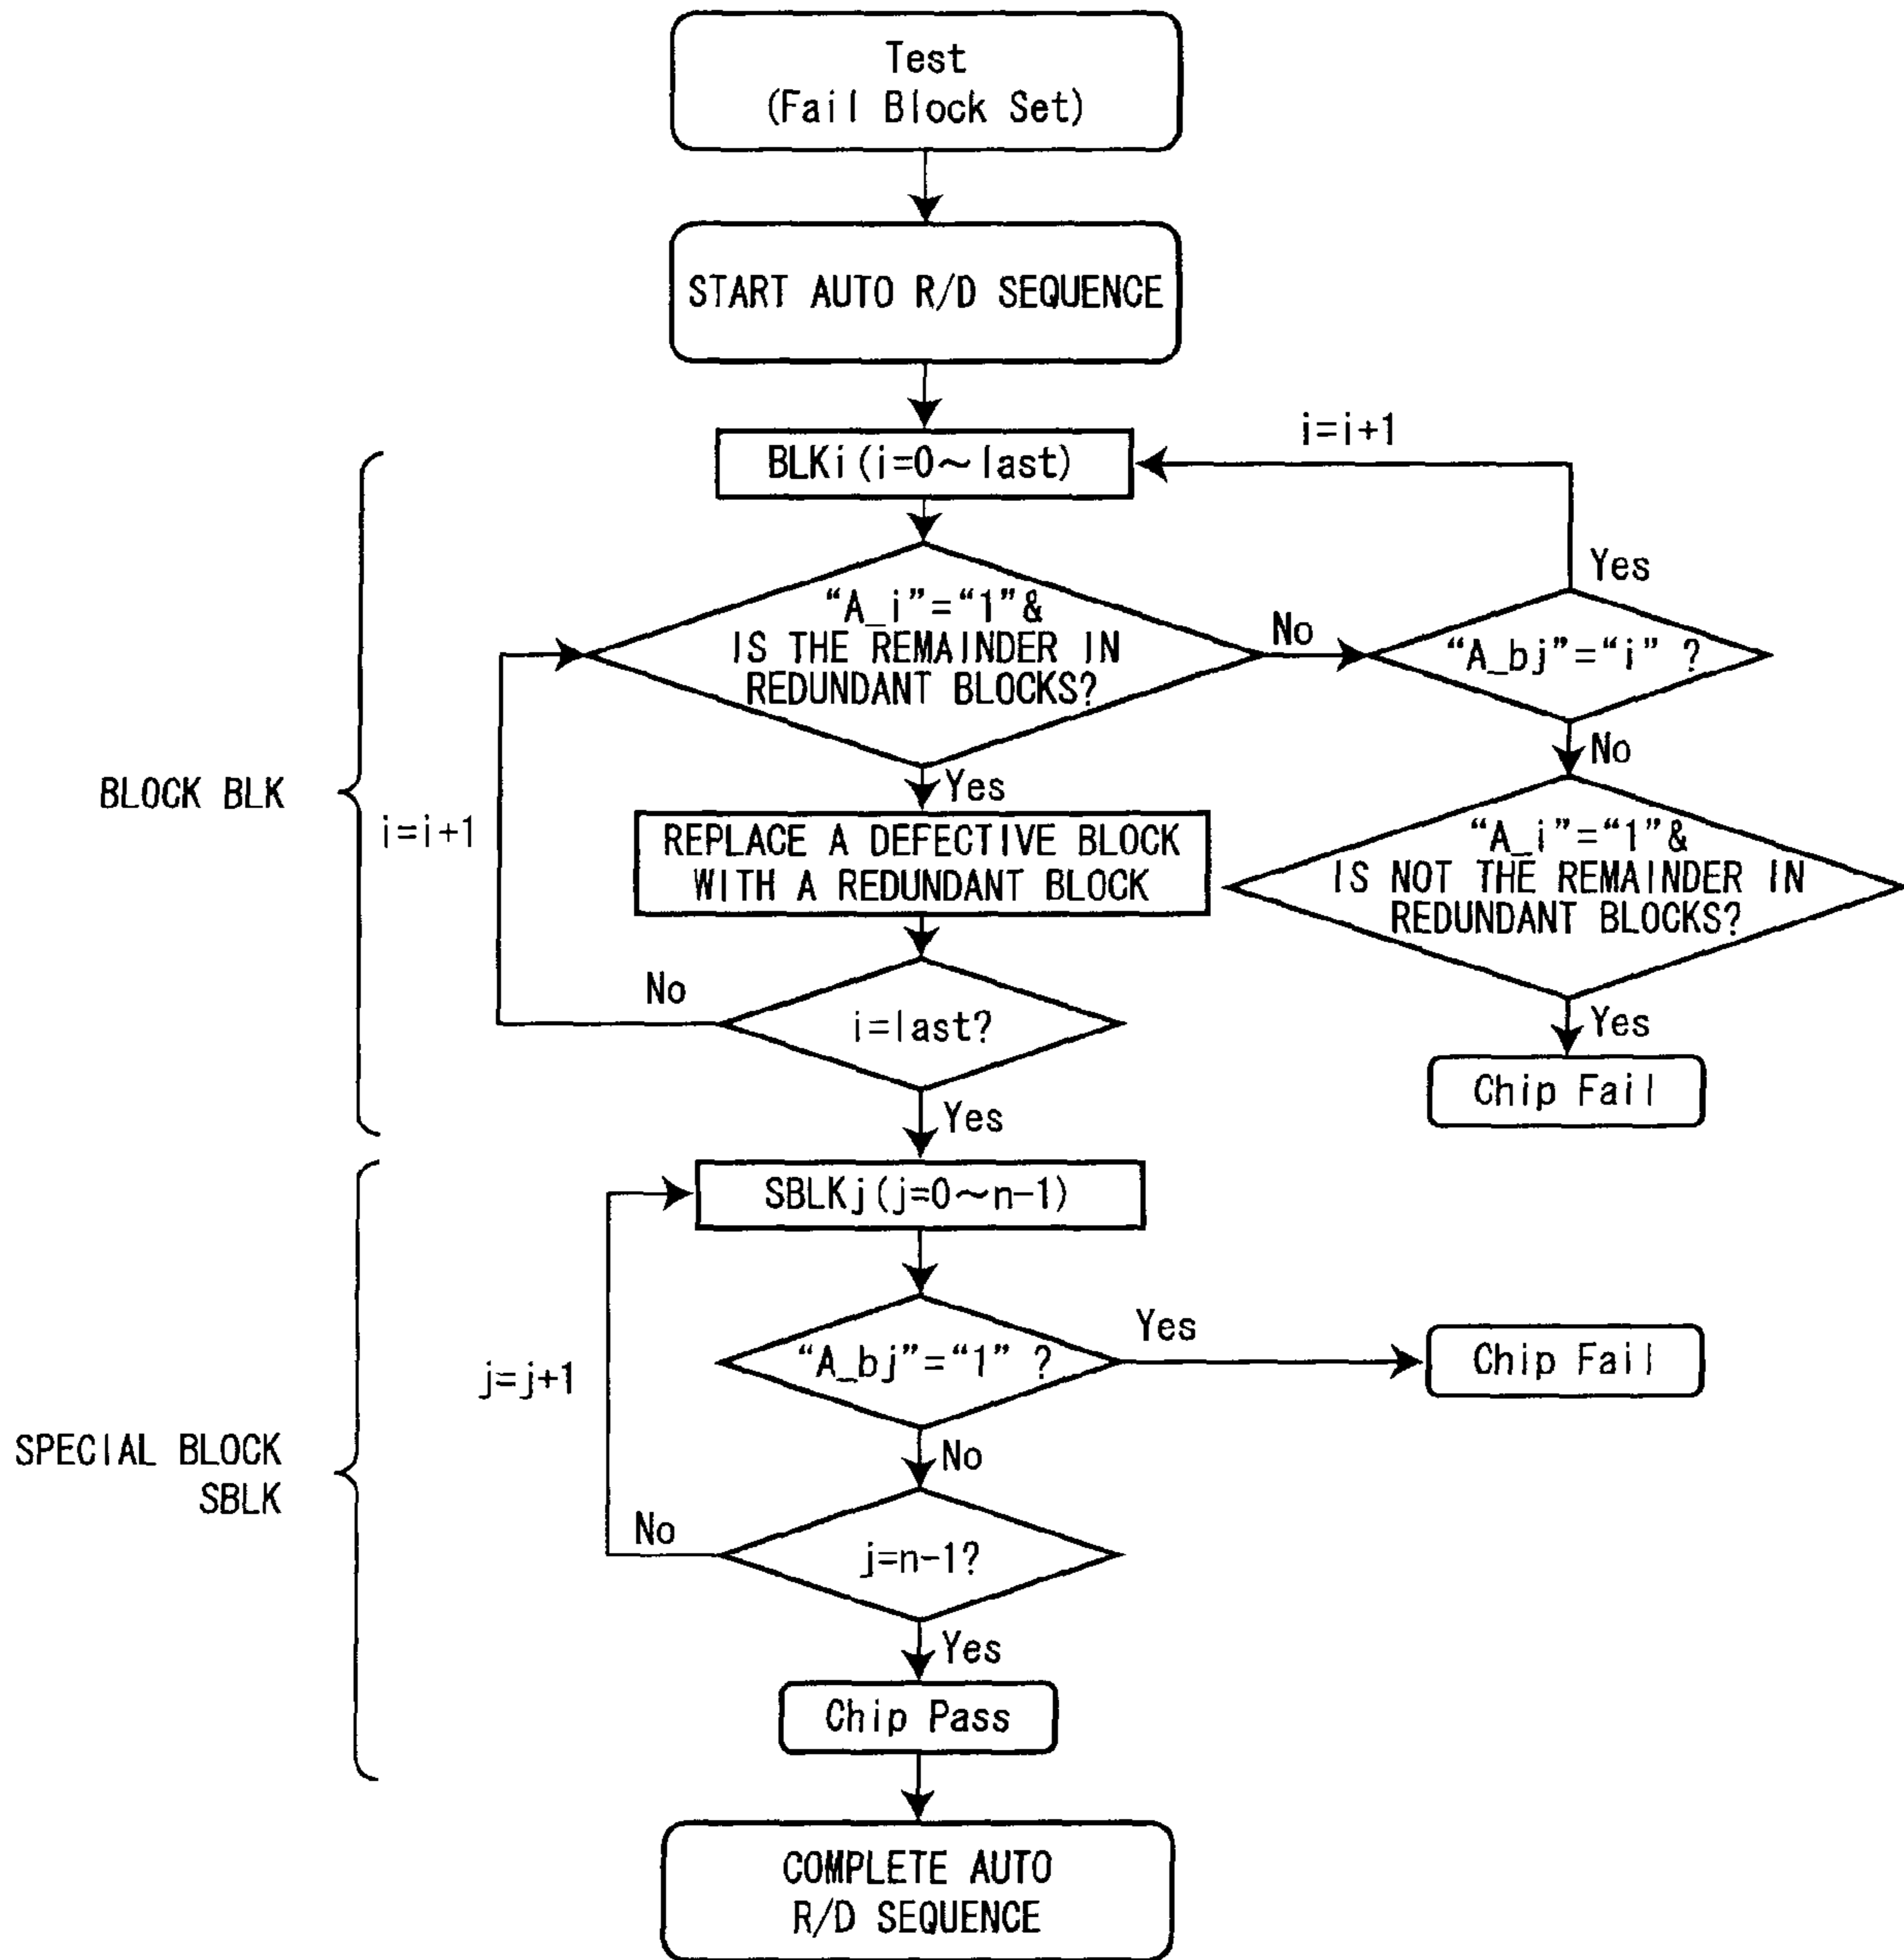 Test
(Fail Block Set)
START AUTO R/D SEQUENCE
i=i+1
BLKi(i=0~last)
Yes
“A_i”=“1”&
IS THE REMAINDER IN
REDUNDANT BLOCKS?
No
“A_bj”=“i” ?
No
Yes
BLOCK BLK
i=i+1
REPLACE A DEFECTIVE BLOCK
WITH A REDUNDANT BLOCK
“A_i”=“1”&
IS NOT THE REMAINDER IN
REDUNDANT BLOCKS?
No
i=last?
Yes
Chip Fail
Yes
SBLKj(j=0~n-1)
Yes
“A_bj”=“1” ?
Chip Fail
j=j+1
SPECIAL BLOCK
SBLK
No
No
j=n-1?
Yes
Chip Pass
COMPLETE AUTO
R/D SEQUENCE